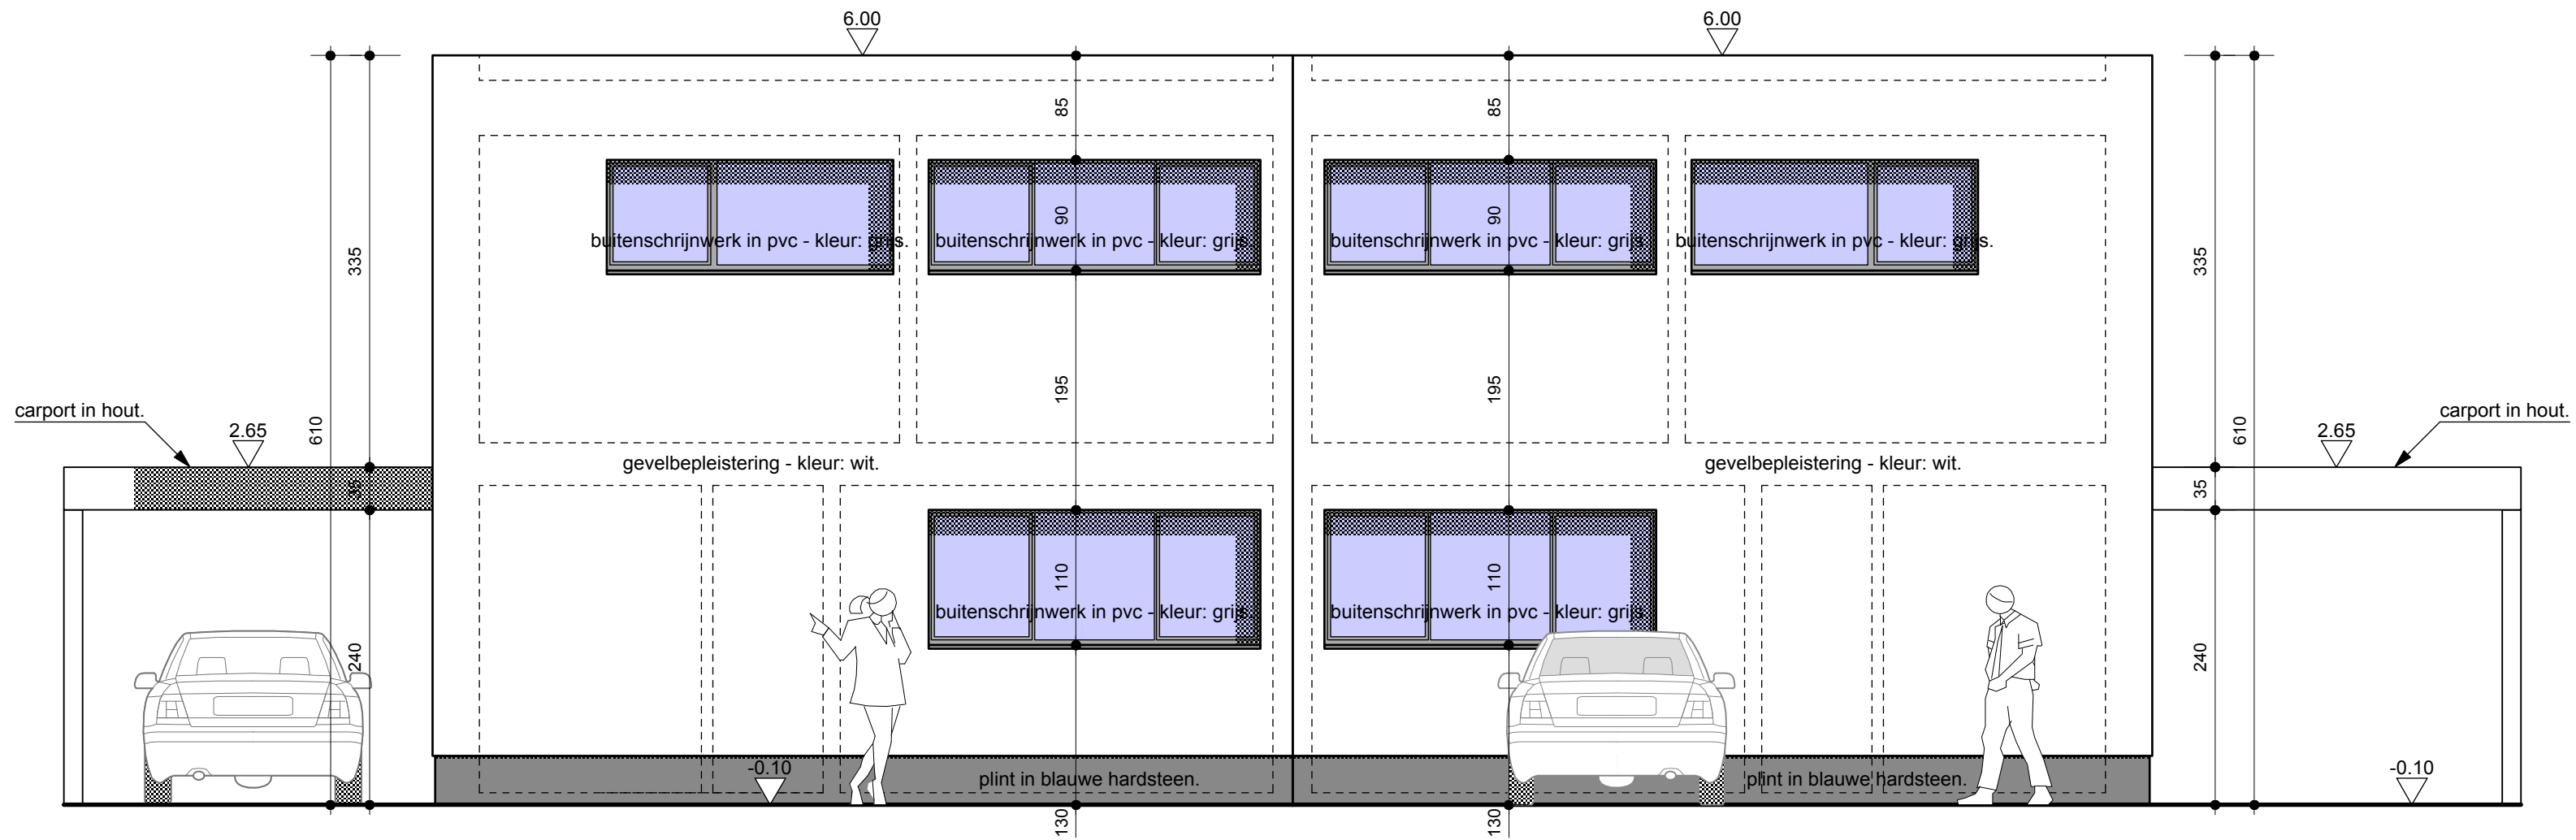 6.00
6.00
85
85
335
90
90
335
buitenschrijnwerk in pvc - kleur: grijs.
buitenschrijnwerk in pvc - kleur: grijs.
buitenschrijnwerk in pvc - kleur: grijs.
buitenschrijnwerk in pvc - kleur: grijs.
195
195
carport in hout.
carport in hout.
2.65
610
610
2.65
gevelbepleistering - kleur: wit.
gevelbepleistering - kleur: wit.
35
35
110
110
buitenschrijnwerk in pvc - kleur: grijs.
buitenschrijnwerk in pvc - kleur: grijs.
240
240
-0.10
-0.10
plint in blauwe hardsteen.
plint in blauwe hardsteen.
130
130